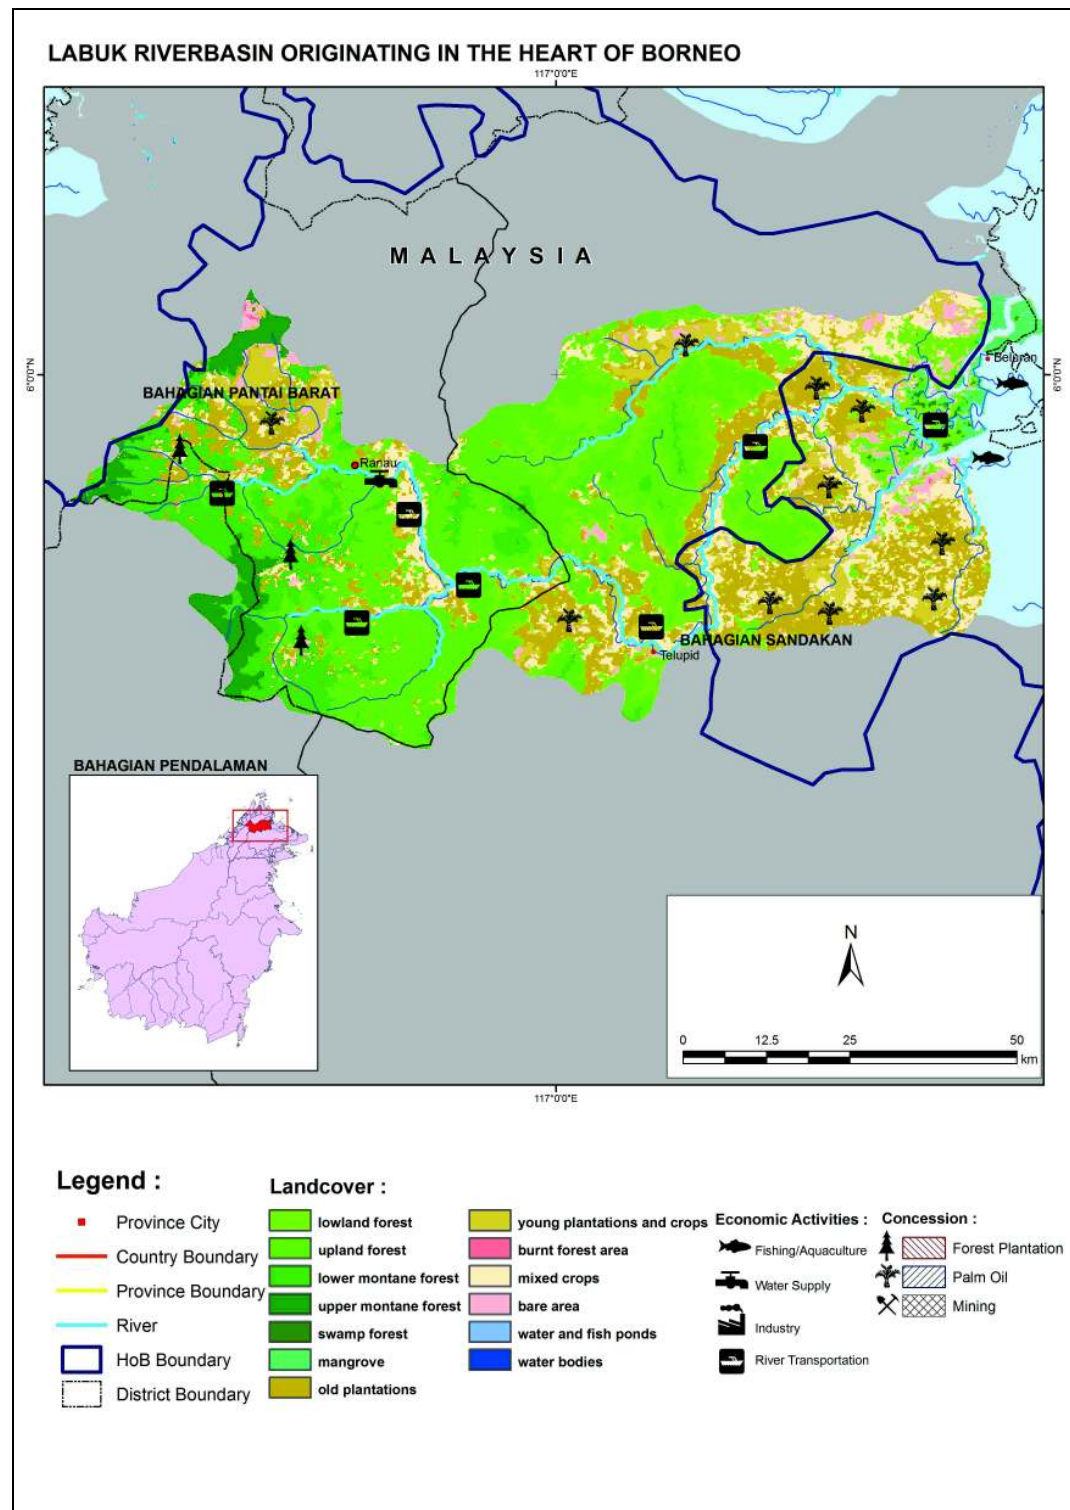 LABUK RIVERBASIN ORIGINATING IN THE HEART OF BORNEO
117°0'0"E
MALAYSIA
6°0'0"N
6°0'0"N
Beluran
BAHAGIAN PANTAI BARAT
Ranau
BAHAGIAN SANDAKAN
Telupid
BAHAGIAN PENDALAMAN
N
0 12.5 25 50
km
117°0'0"E
Legend :
Province City
Country Boundary
Province Boundary
River
HoB Boundary
District Boundary
Landcover :
lowland forest
upland forest
lower montane forest
upper montane forest
swamp forest
mangrove
old plantations
young plantations and crops
burnt forest area
mixed crops
bare area
water and fish ponds
water bodies
Economic Activities :
Fishing/Aquaculture
Water Supply
Industry
River Transportation
Concession :
Forest Plantation
Palm Oil
Mining